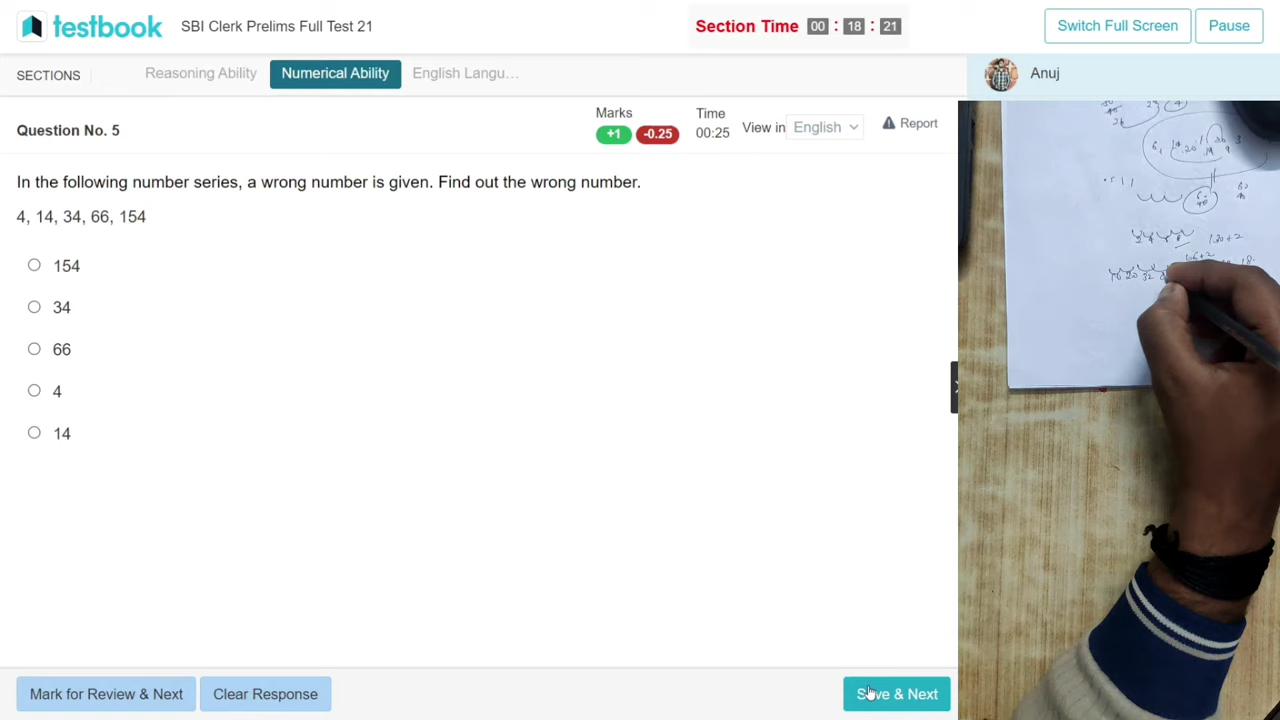 testbook
SBI Clerk Prelims Full Test 21
Section Time 00 : 18 : 21
Switch Full Screen
Pause
SECTIONS
Reasoning Ability
Numerical Ability
English Langu...
Anuj
Question No. 5
Marks
+1
-0.25
Time
00:25
View in
English
Report
In the following number series, a wrong number is given. Find out the wrong number.
4, 14, 34, 66, 154
154
34
66
4
14
Mark for Review & Next
Clear Response
Save & Next